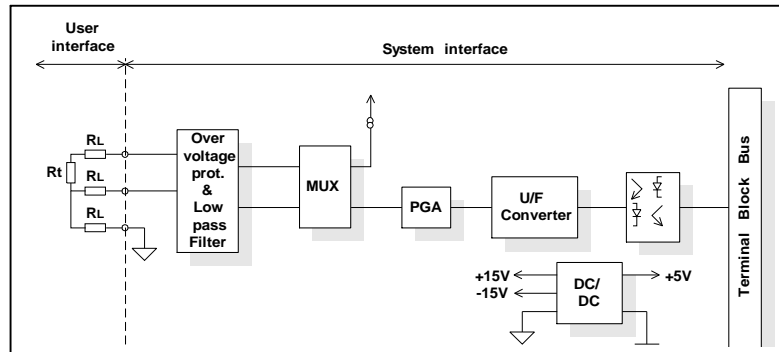 User
interface
System interface
RL
Rt
RL
RL
Over
voltage
prot.
&
Low
pass
Filter
MUX
PGA
U/F
Converter
Terminal Block Bus
+15V
-15V
DC/
DC
+5V